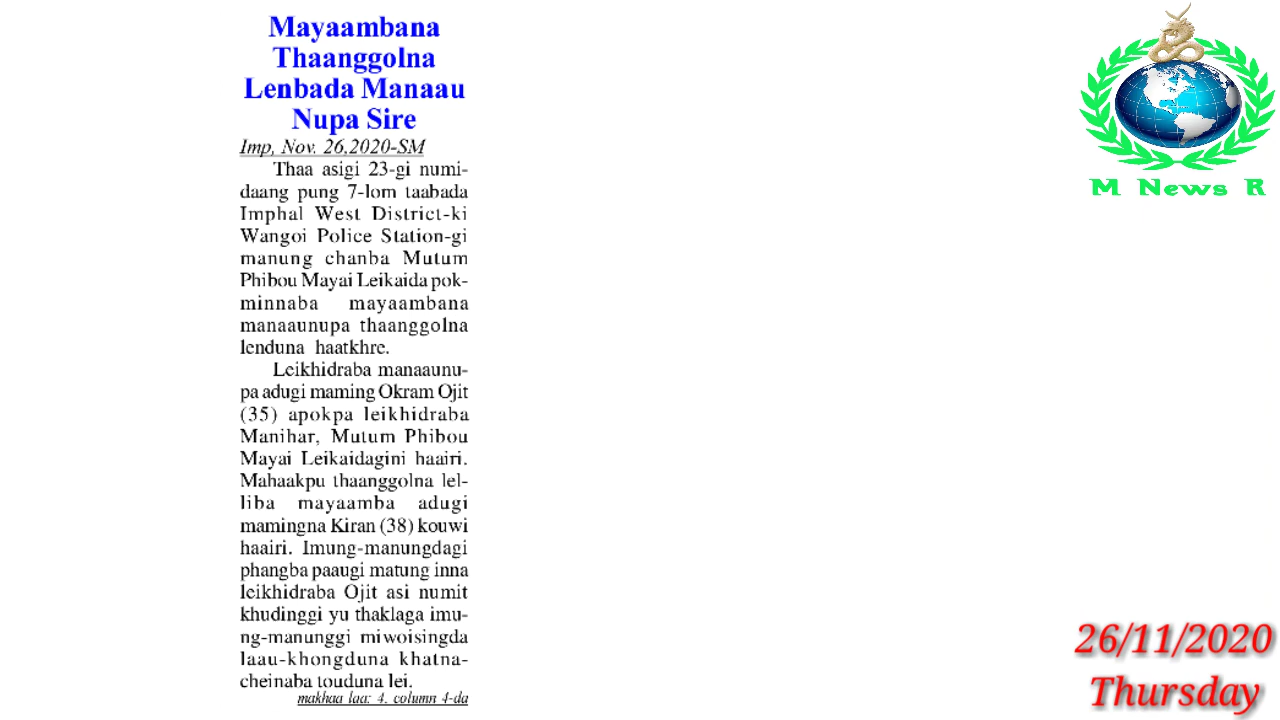 Mayaambana
Thaanggolna
Lenbada Manaau
Nupa Sire
Imp, Nov. 26,2020-SM
Thaa asigi 23-gi numi-
daang pung 7-lom taabada
Imphal West District-ki
Wangoi Police Station-gi
manung chanba Mutum
Phibou Mayai Leikaida pok-
minnaba mayaambana
manaaunupa thaanggolna
lenduna haatkhre.
Leikhidraba manaaunu-
pa adugi maming Okram Ojit
(35) apokpa leikhidraba
Manihar, Mutum Phibou
Mayai Leikaidagini haairi.
Mahaakpu thaanggolna lel-
liba mayaamba adugi
mamingna Kiran (38) kouwi
haairi. Imung-manungdagi
phangba paaugi matung inna
leikhidraba Ojit asi numit
khudinggi yu thaklaga imu-
ng-manunggi miwoisingda
laau-khongduna khatna-
cheinaba touduna lei.
makhaa laa: 4. column 4-da
M News R
26/11/2020
Thursday